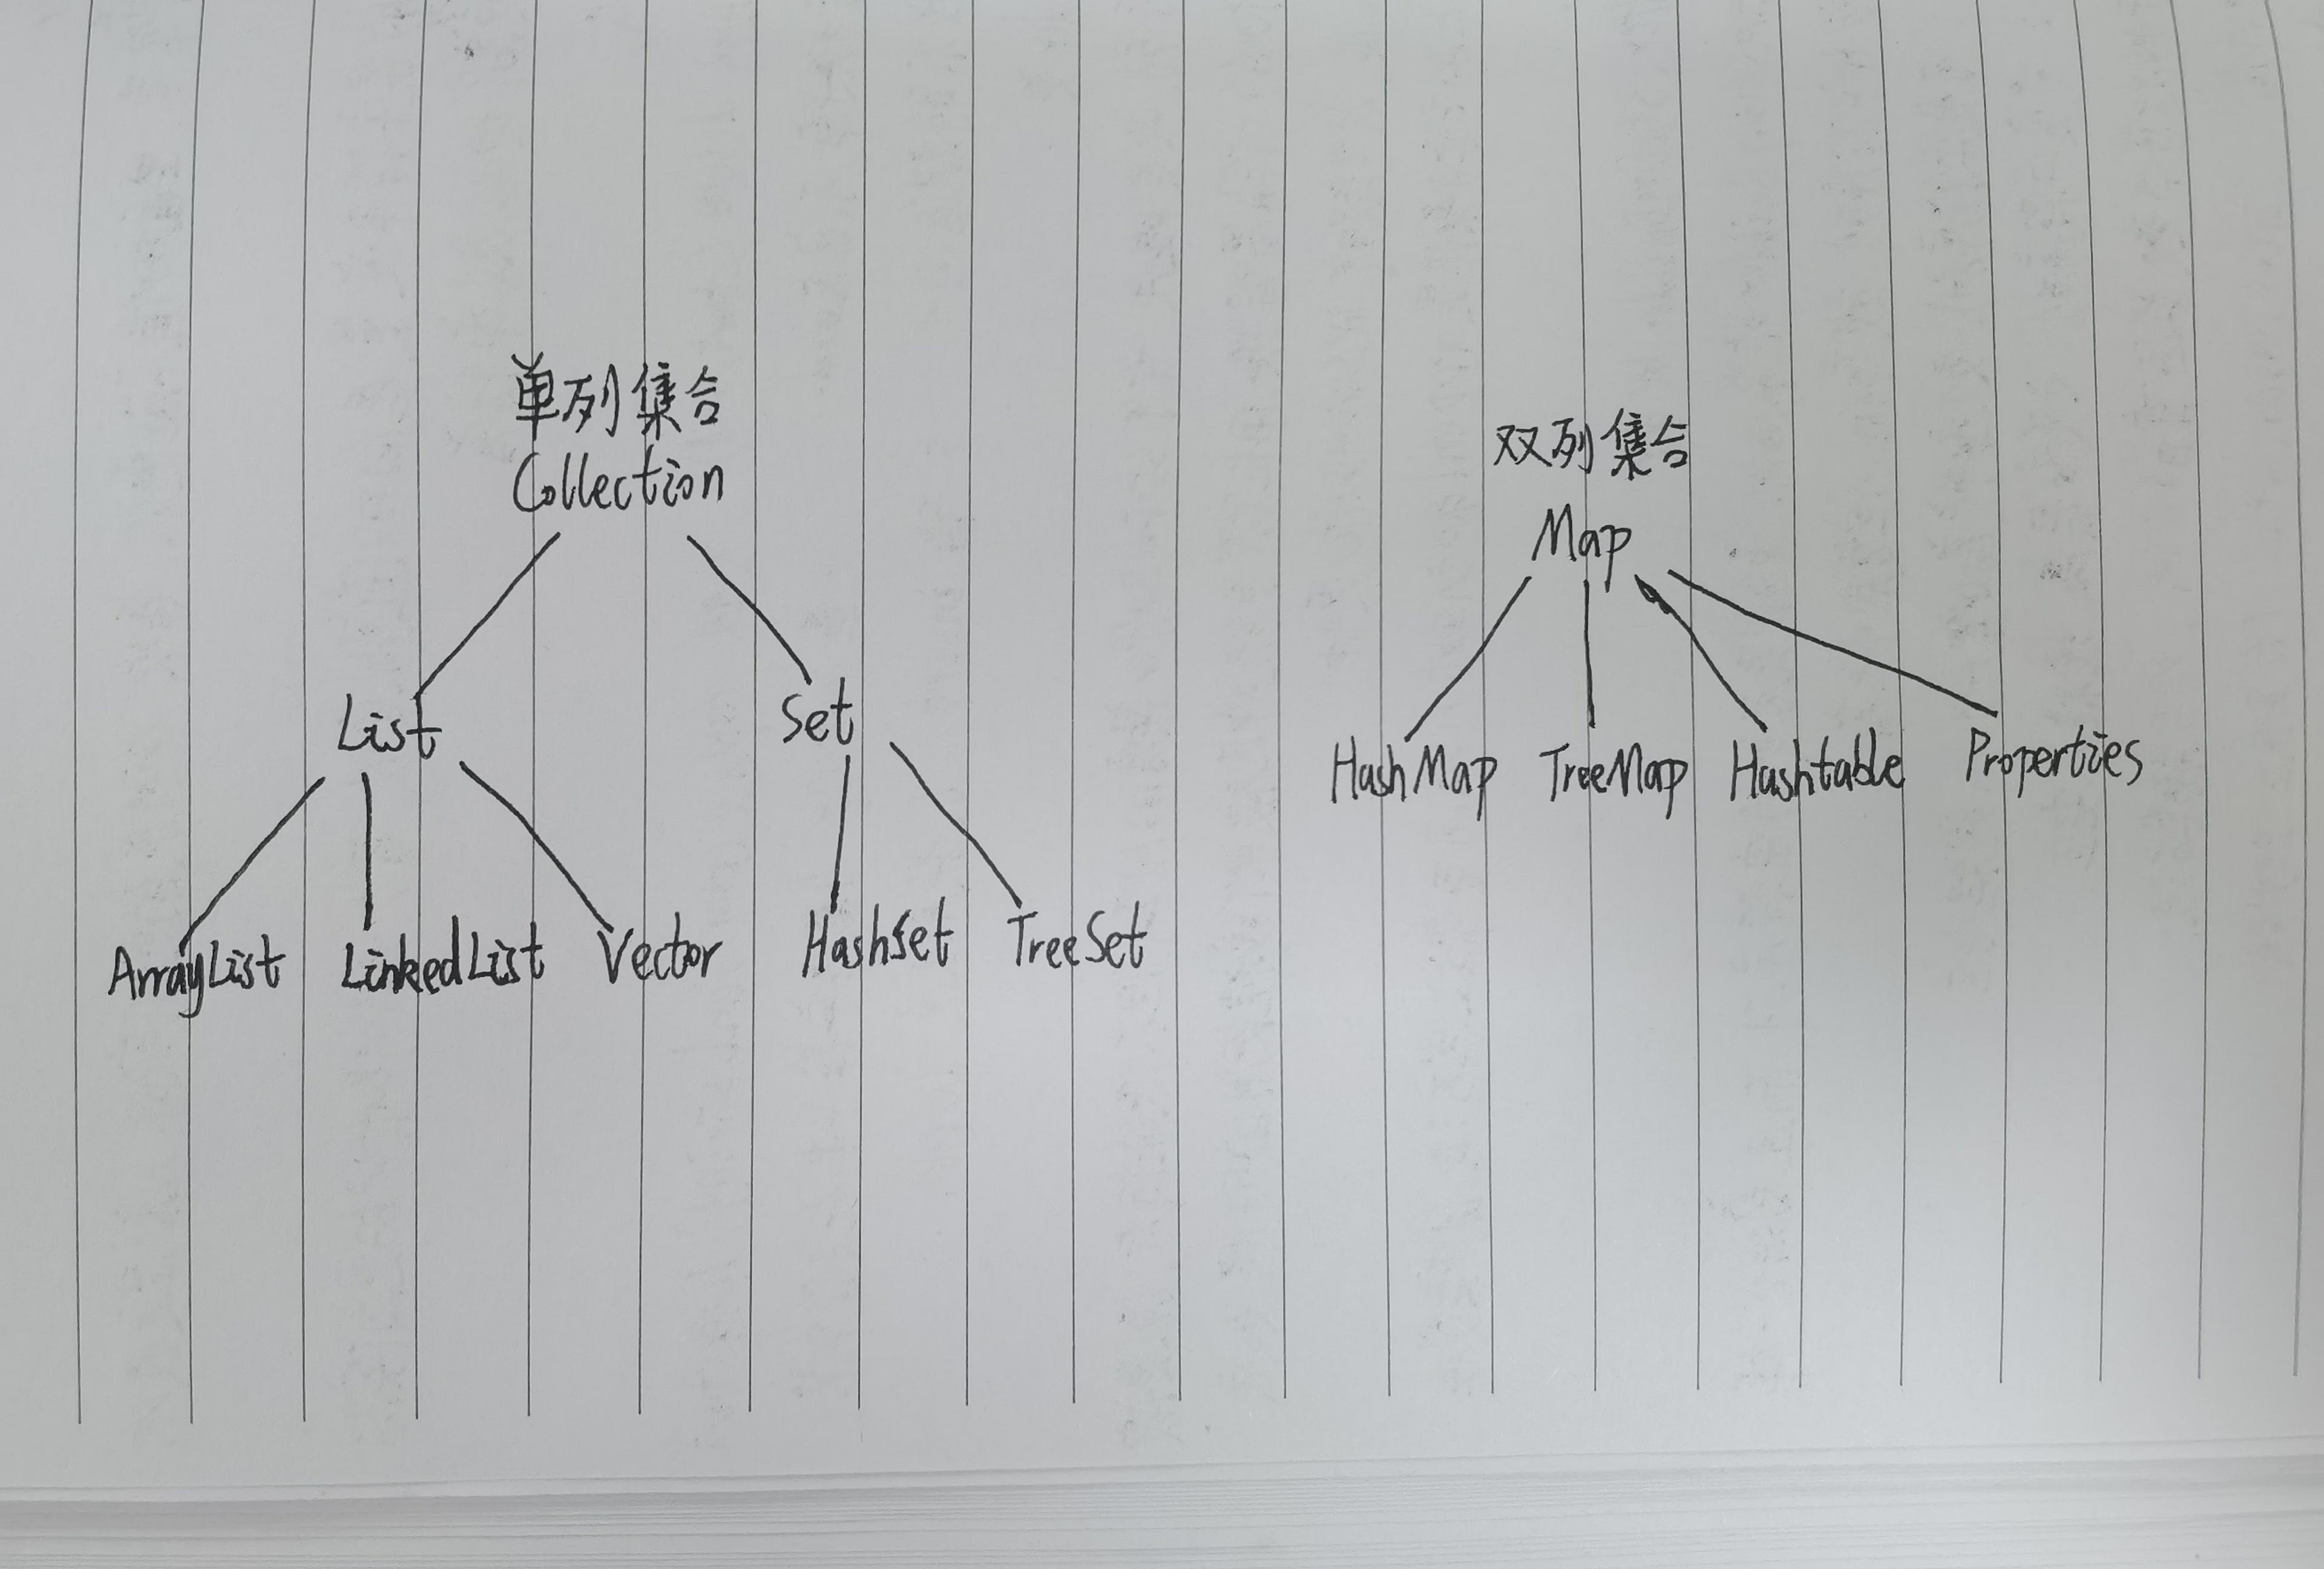 单列集合
Collection
List
Set
ArrayList
LinkedList
Vector
HashSet
TreeSet
双列集合
Map
HashMap
TreeMap
Hashtable
Properties